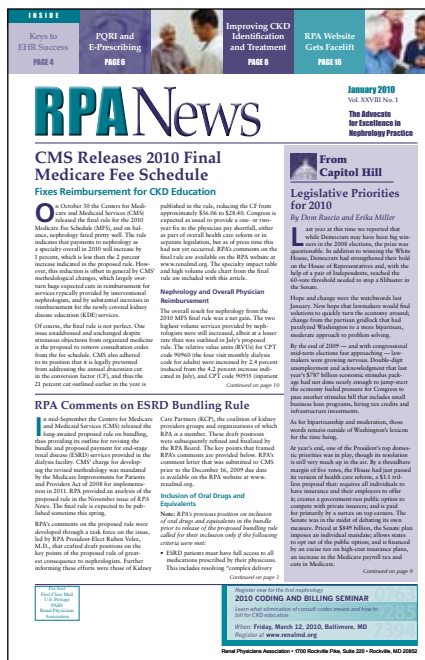 INSIDE
Keys to
EHR Success
PAGE 4
PQRI and
E-Prescribing
PAGE 6
Improving CKD
Identification
and Treatment
PAGE 8
RPA Website
Gets Facelift
PAGE 16
RPA News
January 2010
Vol. XXVIII No. 1
The Advocate
for Excellence in
Nephrology Practice
CMS Releases 2010 Final
Medicare Fee Schedule
Fixes Reimbursement for CKD Education
On October 30 the Centers for Medi-
care and Medicaid Services (CMS)
released the final rule for the 2010
Medicare Fee Schedule (MFS), and on bal-
ance, nephrology fared pretty well. The rule
indicates that payments to nephrology as
a specialty overall in 2010 will increase by
1 percent, which is less than the 2 percent
increase indicated in the proposed rule. How-
ever, this reduction is offset in general by CMS'
methodological changes, which largely over-
turn huge expected cuts in reimbursement for
services typically provided by interventional
nephrologists, and by substantial increases in
reimbursement for the newly covered kidney
disease education (KDE) services.
Of course, the final rule is not perfect. One
issue unaddressed and unchanged despite
strenuous objections from organized medicine
is the proposal to remove consultation codes
from the fee schedule. CMS also adhered
to its position that it is legally prevented
from addressing the annual draconian cut
in the conversion factor (CF), and thus the
21 percent cut outlined earlier in the year is
published in the rule, reducing the CF from
approximately $36.06 to $28.40. Congress is
expected as usual to provide a one- or two-
year fix to the physician pay shortfall, either
as part of overall health care reform or in
separate legislation, but as of press time this
had not yet occurred. RPA's comments on the
final rule are available on the RPA website at
www.renalmd.org. The specialty impact table
and high volume code chart from the final
rule are included with this article.
Nephrology and Overall Physician
Reimbursement
The overall result for nephrology from the
2010 MFS final rule was a net gain. The two
highest volume services provided by neph-
rologists were still increased, albeit at a lesser
rate than was outlined in July's proposed
rule. The relative value units (RVUs) for CPT
code 90960 (the four visit monthly dialysis
code for adults) were increased by 2.4 percent
(reduced from the 4.2 percent increase indi-
cated in July), and CPT code 90935 (inpatient
Continued on page 10
From
Capitol Hill
Legislative Priorities
for 2010
By Dom Ruscio and Erika Miller
Last year at this time we reported that
while Democrats may have won big vic-
tories in the 2008 elections, the prize was
questionable. In addition to winning the White
House, Democrats had strengthened their hold
on the House of Representatives and, with the
help of a pair of Independents, reached the
60-vote threshold needed to stop a filibuster in
the Senate.
Hope and change were the watchwords last
January. New hope that lawmakers would find
solutions to quickly turn the economy around;
change from the partisan gridlock that had
paralyzed Washington to a more bipartisan,
moderate approach to problem solving.
By the end of 2009 — and with congressional
mid-term elections fast approaching — law-
makers were growing nervous. Double-digit
unemployment and acknowledgement that last
year's $787 billion economic stimulus pack-
age had not done nearly enough to jump-start
the economy fueled pressure for Congress to
pass another stimulus bill that includes small
business loan programs, hiring tax credits and
infrastructure investments.
As for bipartisanship and moderation, those
words remain outside of Washington's lexicon
for the time being.
At year's end, one of the President's top domes-
tic priorities was in play, though its resolution
is still very much up in the air. By a threadbare
margin of five votes, the House had just passed
its version of health care reform, a $1.1 tril-
lion proposal that: requires all individuals to
have insurance and their employers to offer
it; creates a government-run public option to
compete with private insurers; and is paid
for primarily by a surtax on top earners. The
Senate was in the midst of debating its own
measure. Priced at $849 billion, the Senate plan
imposes an individual mandate; allows states
to opt out of the public option; and is financed
by an excise tax on high-cost insurance plans,
an increase in the Medicare payroll tax and
cuts in Medicare.
Continued on page 9
RPA Comments on ESRD Bundling Rule
In mid-September the Centers for Medicare
and Medicaid Services (CMS) released the
long-awaited proposed rule on bundling,
thus providing its outline for revising the
bundle and proposed payment for end-stage
renal disease (ESRD) services provided in the
dialysis facility. CMS' charge for develop-
ing the revised methodology was mandated
by the Medicare Improvements for Patients
and Providers Act of 2008 for implementa-
tion in 2011. RPA provided an analysis of the
proposed rule in the November issue of RPA
News. The final rule is expected to be pub-
lished sometime this spring.
RPA's comments on the proposed rule were
developed through a task force on the issue,
led by RPA President-Elect Ruben Velez,
M.D., that crafted draft positions on the
key points of the proposed rule of great-
est consequence to nephrologists. Further
informing these efforts were those of Kidney
Care Partners (KCP), the coalition of kidney
providers groups and organizations of which
RPA is a member. These draft positions
were subsequently refined and finalized by
the RPA Board. The key points that framed
RPA's comments are provided below. RPA's
comment letter that was submitted to CMS
prior to the December 16, 2009 due date
is available on the RPA website at www.
renalmd.org.
Inclusion of Oral Drugs and
Equivalents
Note: RPA's previous position on inclusion
of oral drugs and equivalents in the bundle
prior to release of the proposed bundling rule
called for their inclusion only if the following
criteria were met:
• ESRD patients must have full access to all
medications prescribed by their physicians.
This includes resolving "complex delivery
Continued on page 3
Pre-Sort
First-Class Mail
U.S. Postage
PAID
Renal Physicians
Association
Register now for the first nephrology
2010 CODING AND BILLING SEMINAR
Learn what elimination of consult codes means and how to
bill for CKD education
When: Friday, March 12, 2010, Baltimore, MD
Register at www.renalmd.org
Renal Physicians Association • 1700 Rockville Pike, Suite 220 • Rockville, MD 20852